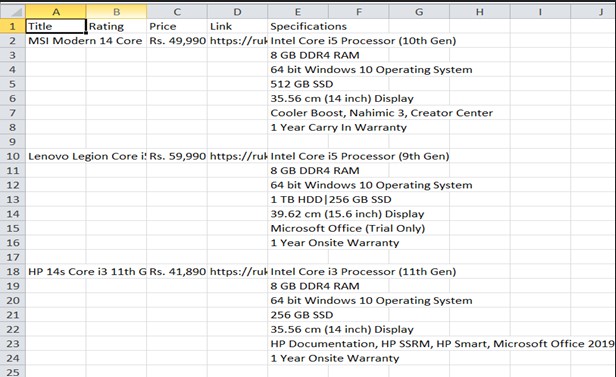 A B C D E F G H I J
1 Title Rating Price Link Specifications
2 MSI Modern 14 Core Rs. 49,990 https://ruk Intel Core i5 Processor (10th Gen)
3 8 GB DDR4 RAM
4 64 bit Windows 10 Operating System
5 512 GB SSD
6 35.56 cm (14 inch) Display
7 Cooler Boost, Nahimic 3, Creator Center
8 1 Year Carry In Warranty
9
10 Lenovo Legion Core i5 Rs. 59,990 https://ruk Intel Core i5 Processor (9th Gen)
11 8 GB DDR4 RAM
12 64 bit Windows 10 Operating System
13 1 TB HDD|256 GB SSD
14 39.62 cm (15.6 inch) Display
15 Microsoft Office (Trial Only)
16 1 Year Onsite Warranty
17
18 HP 14s Core i3 11th G Rs. 41,890 https://ruk Intel Core i3 Processor (11th Gen)
19 8 GB DDR4 RAM
20 64 bit Windows 10 Operating System
21 256 GB SSD
22 35.56 cm (14 inch) Display
23 HP Documentation, HP SSRM, HP Smart, Microsoft Office 2019
24 1 Year Onsite Warranty
25